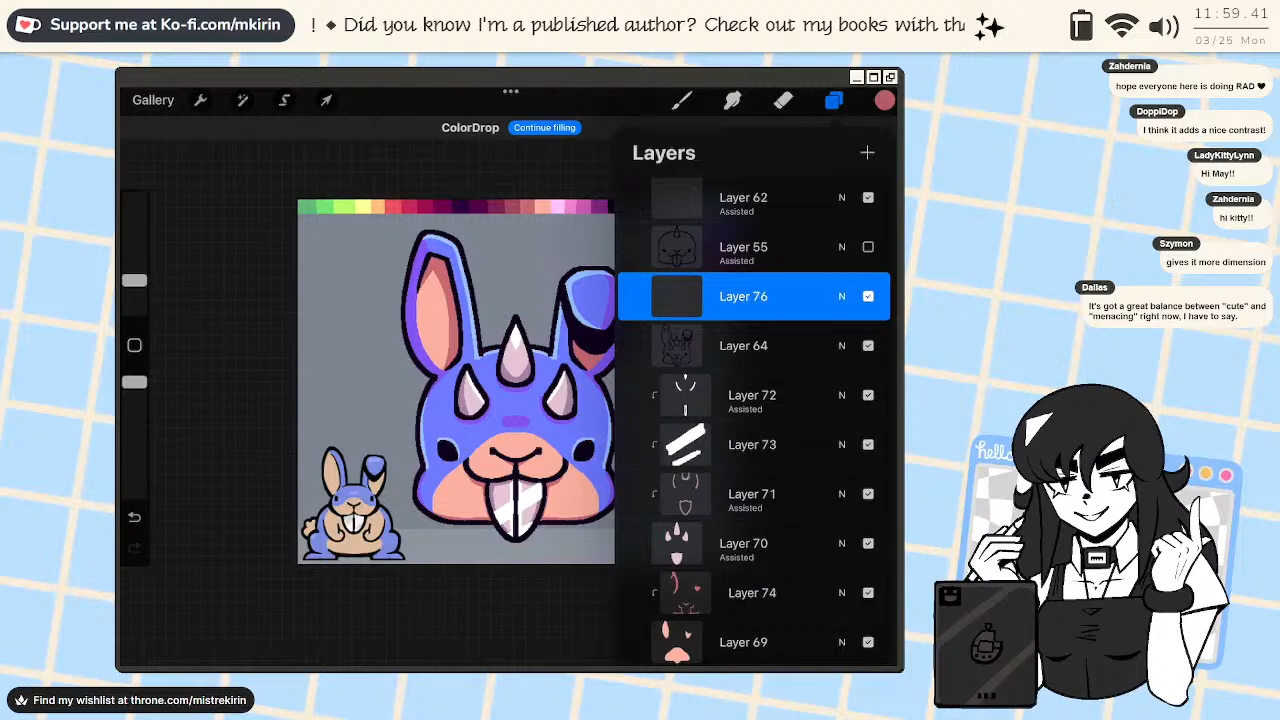 Support me at Ko-fi.com/mkirin
! ◆ Did you know I'm a published author? Check out my books with th
11:59.41
03/25 Mon
Gallery
ColorDrop
Continue filling
Layers
Layer 62
N
Assisted
Layer 55
N
Assisted
Layer 76
N
Layer 64
N
Layer 72
N
Assisted
Layer 73
N
Layer 71
N
Assisted
Layer 70
N
Assisted
Layer 74
N
Layer 69
N
Zahdernia
hope everyone here is doing RAD ❤
DoppiDop
I think it adds a nice contrast!
LadyKittyLynn
Hi May!!
Zahdernia
hi kitty!!
Szymon
gives it more dimension
Dallas
It's got a great balance between "cute" and
"menacing" right now, I have to say.
hello
Find my wishlist at throne.com/mistrekirin